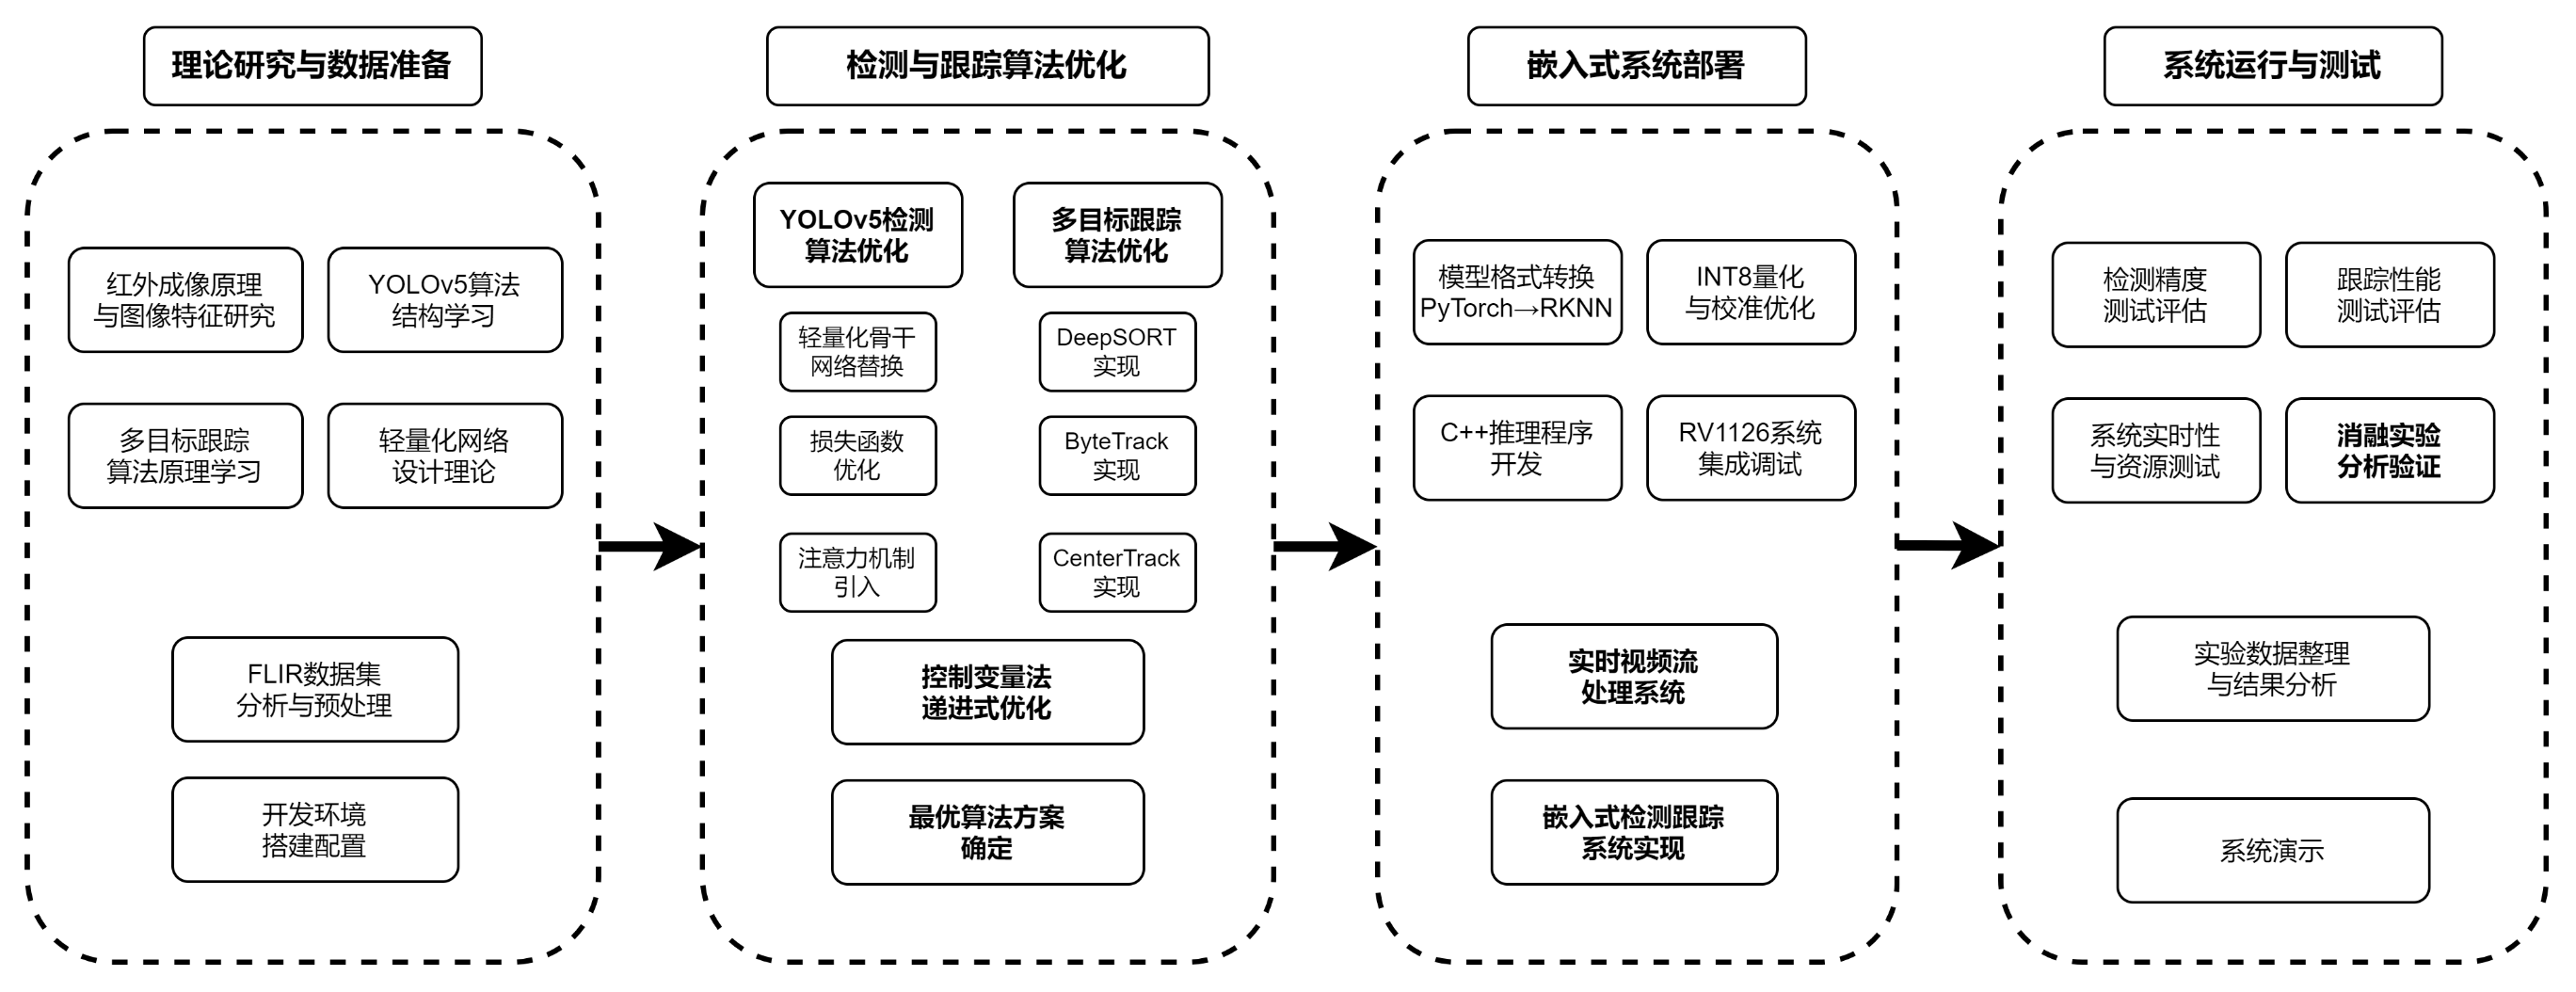 理论研究与数据准备
红外成像原理
与图像特征研究
YOLOv5算法
结构学习
多目标跟踪
算法原理学习
轻量化网络
设计理论
FLIR数据集
分析与预处理
开发环境
搭建配置
检测与跟踪算法优化
YOLOv5检测
算法优化
多目标跟踪
算法优化
轻量化骨干
网络替换
DeepSORT
实现
损失函数
优化
ByteTrack
实现
注意力机制
引入
CenterTrack
实现
控制变量法
递进式优化
最优算法方案
确定
嵌入式系统部署
模型格式转换
PyTorch→RKNN
INT8量化
与校准优化
C++推理程序
开发
RV1126系统
集成调试
实时视频流
处理系统
嵌入式检测跟踪
系统实现
系统运行与测试
检测精度
测试评估
跟踪性能
测试评估
系统实时性
与资源测试
消融实验
分析验证
实验数据整理
与结果分析
系统演示